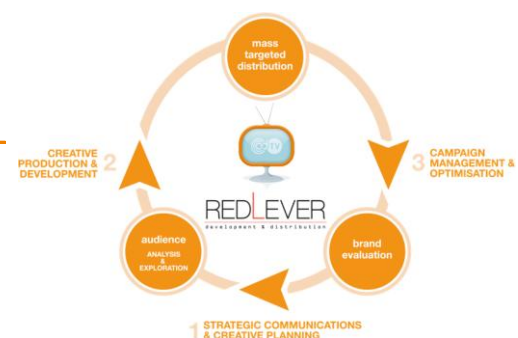 mass
targeted
distribution
CREATIVE
PRODUCTION &
DEVELOPMENT
2
3
CAMPAIGN
MANAGEMENT &
OPTIMISATION
TV
REDLEVER
development & distribution
audience
ANALYSIS
&
EXPLORATION
brand
evaluation
1
STRATEGIC COMMUNICATIONS
& CREATIVE PLANNING